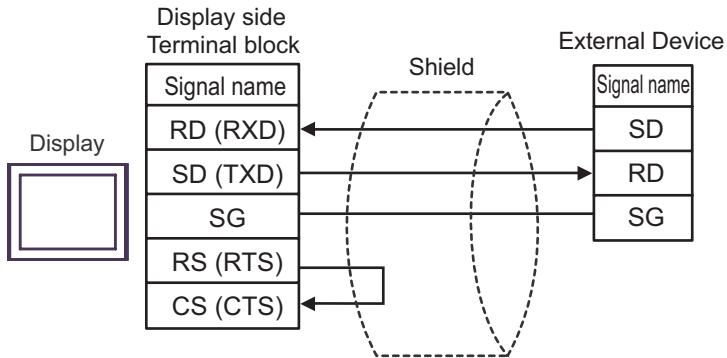 Display side
Terminal block
External Device
Shield
Signal name
Signal name
RD (RXD)
SD
Display
SD (TXD)
RD
SG
SG
RS (RTS)
CS (CTS)